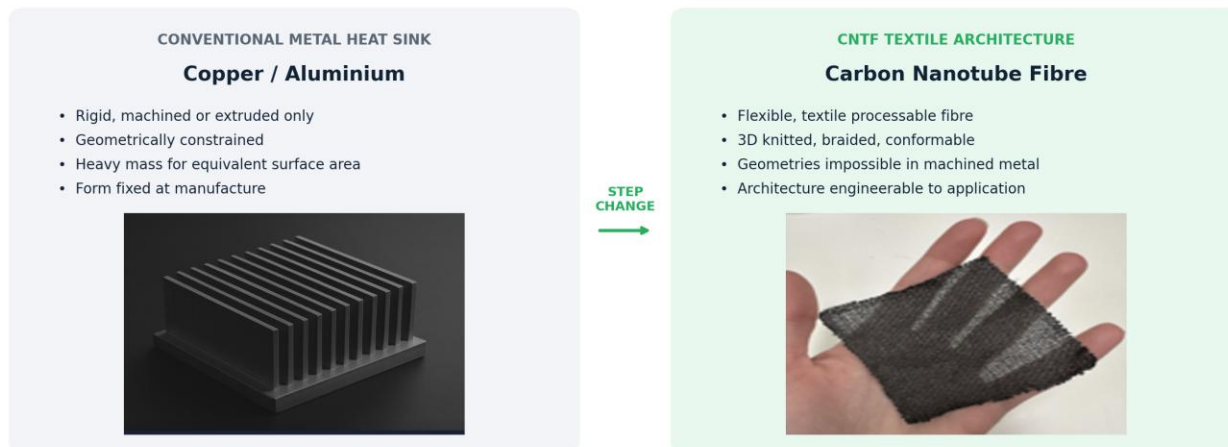 CONVENTIONAL METAL HEAT SINK
Copper / Aluminium
• Rigid, machined or extruded only
• Geometrically constrained
• Heavy mass for equivalent surface area
• Form fixed at manufacture
STEP
CHANGE
CNTF TEXTILE ARCHITECTURE
Carbon Nanotube Fibre
• Flexible, textile processable fibre
• 3D knitted, braided, conformable
• Geometries impossible in machined metal
• Architecture engineerable to application